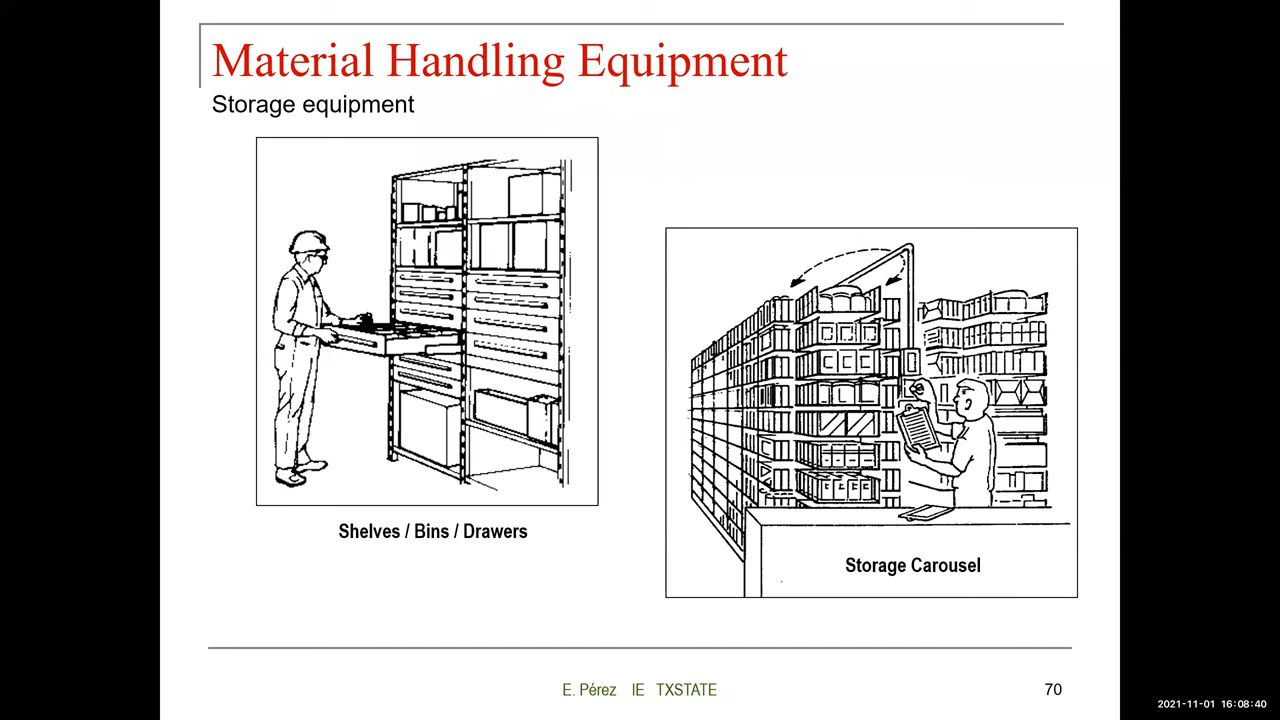 Material Handling Equipment
Storage equipment
Shelves / Bins / Drawers
Storage Carousel
E. Pérez IE TXSTATE
70
2021-11-01 16:08:40